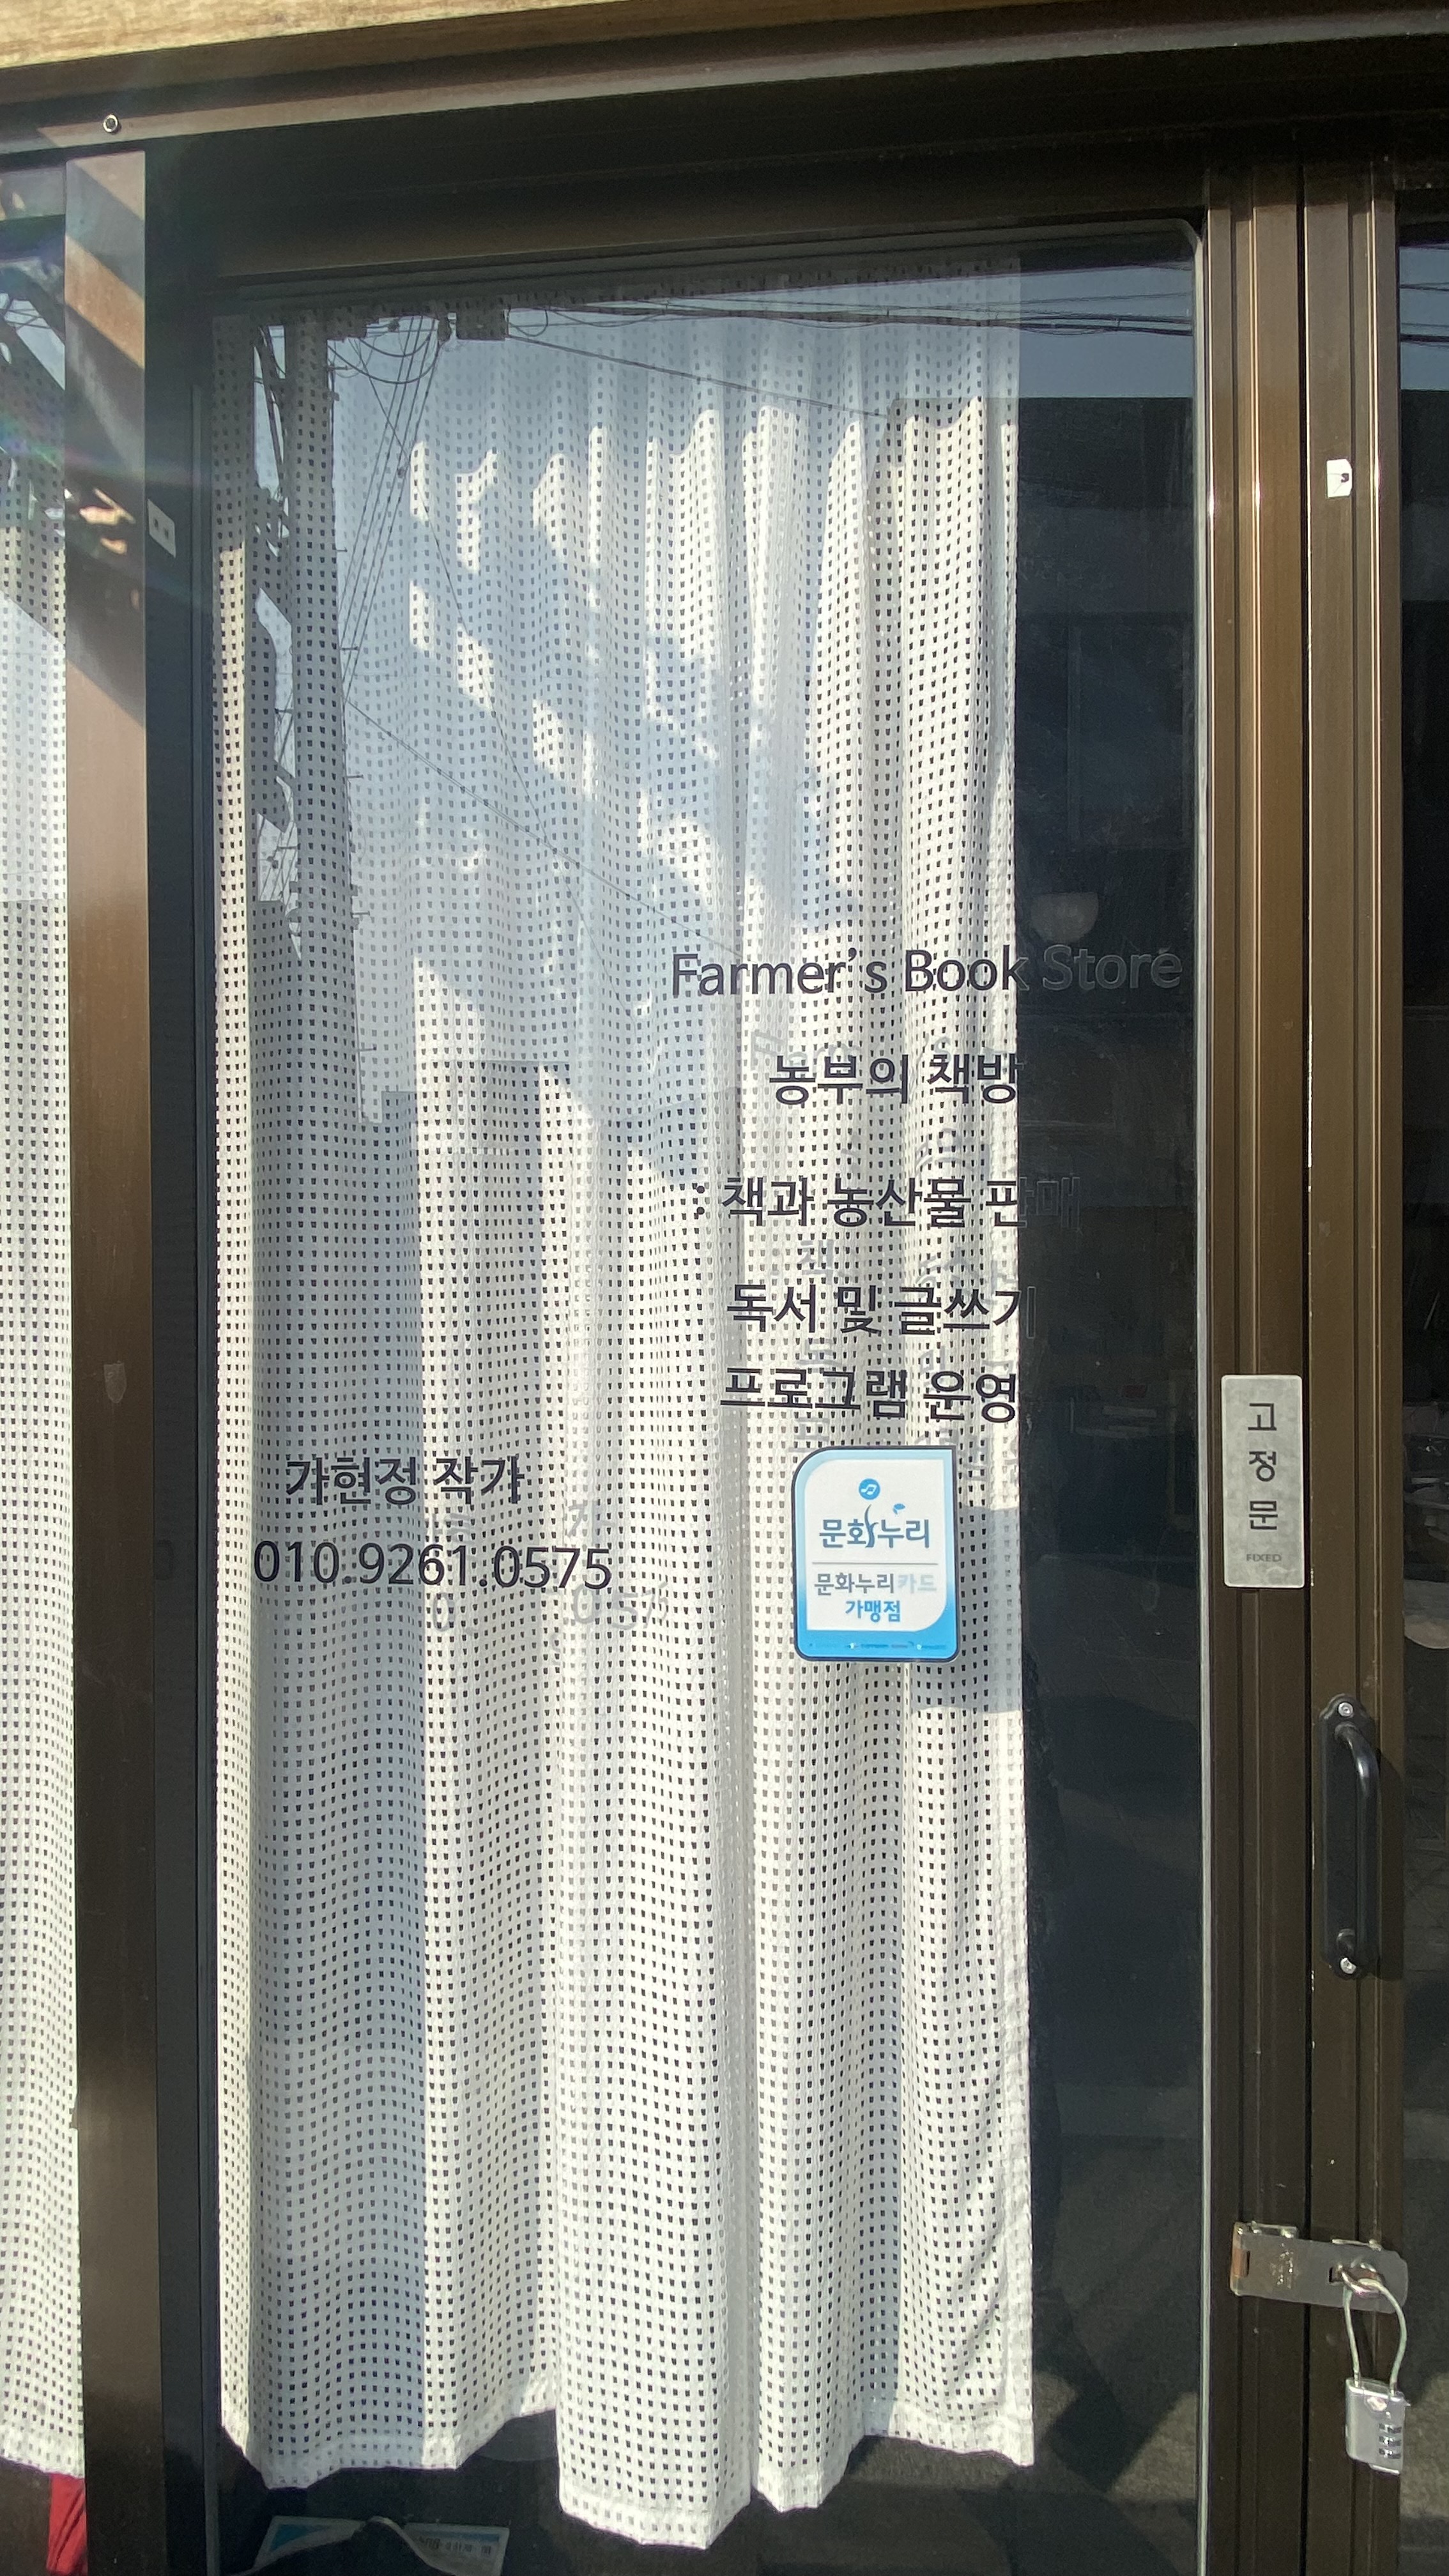 Farmer's Book Store
농부의 책방
: 책과 농산물 판매
독서 및 글쓰기
프로그램 운영
가현정 작가
010.9261.0575
문화누리
문화누리카드
가맹점
고정문
FIXED